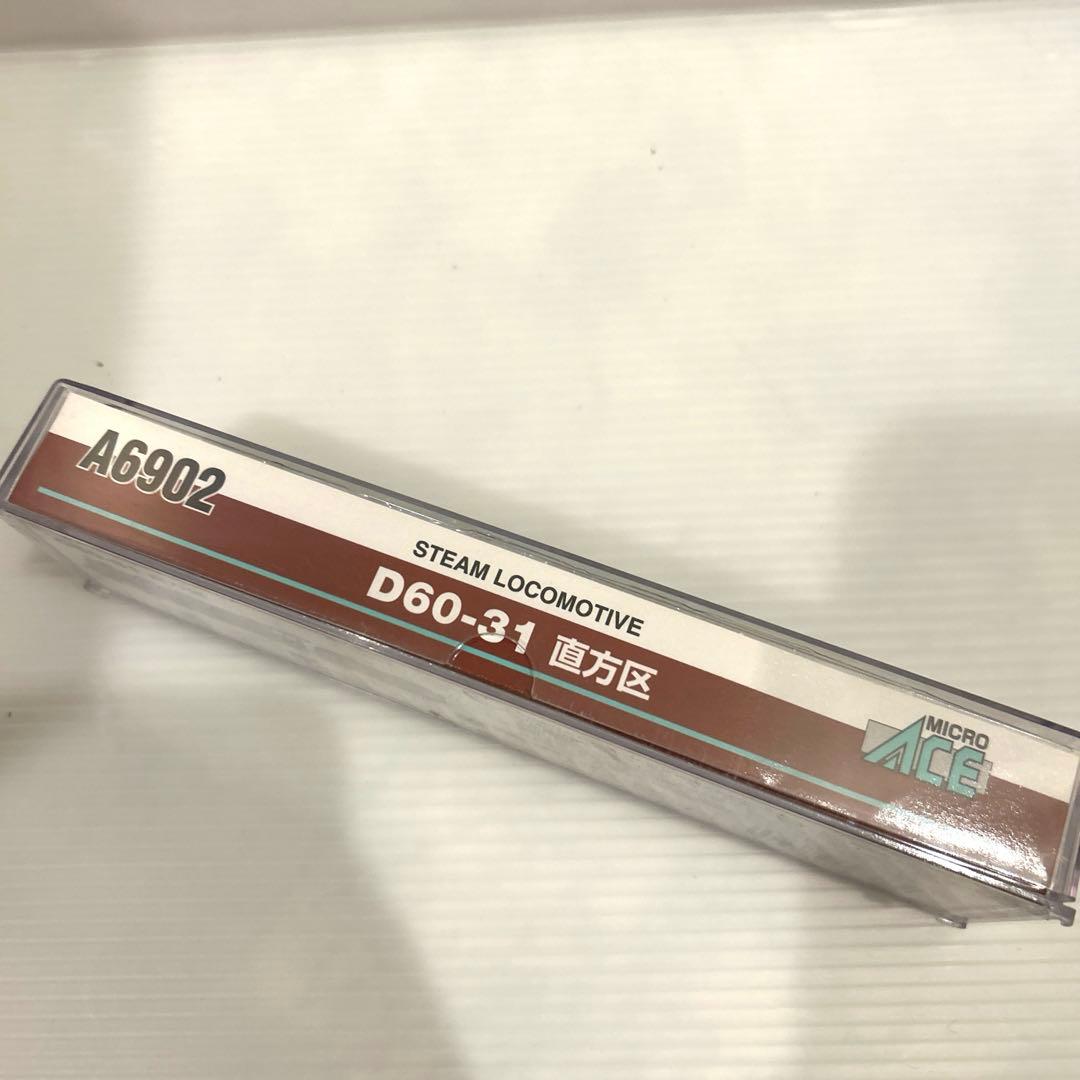 A6902
STEAM LOCOMOTIVE
D60-31 直方区
MICRO
ACE